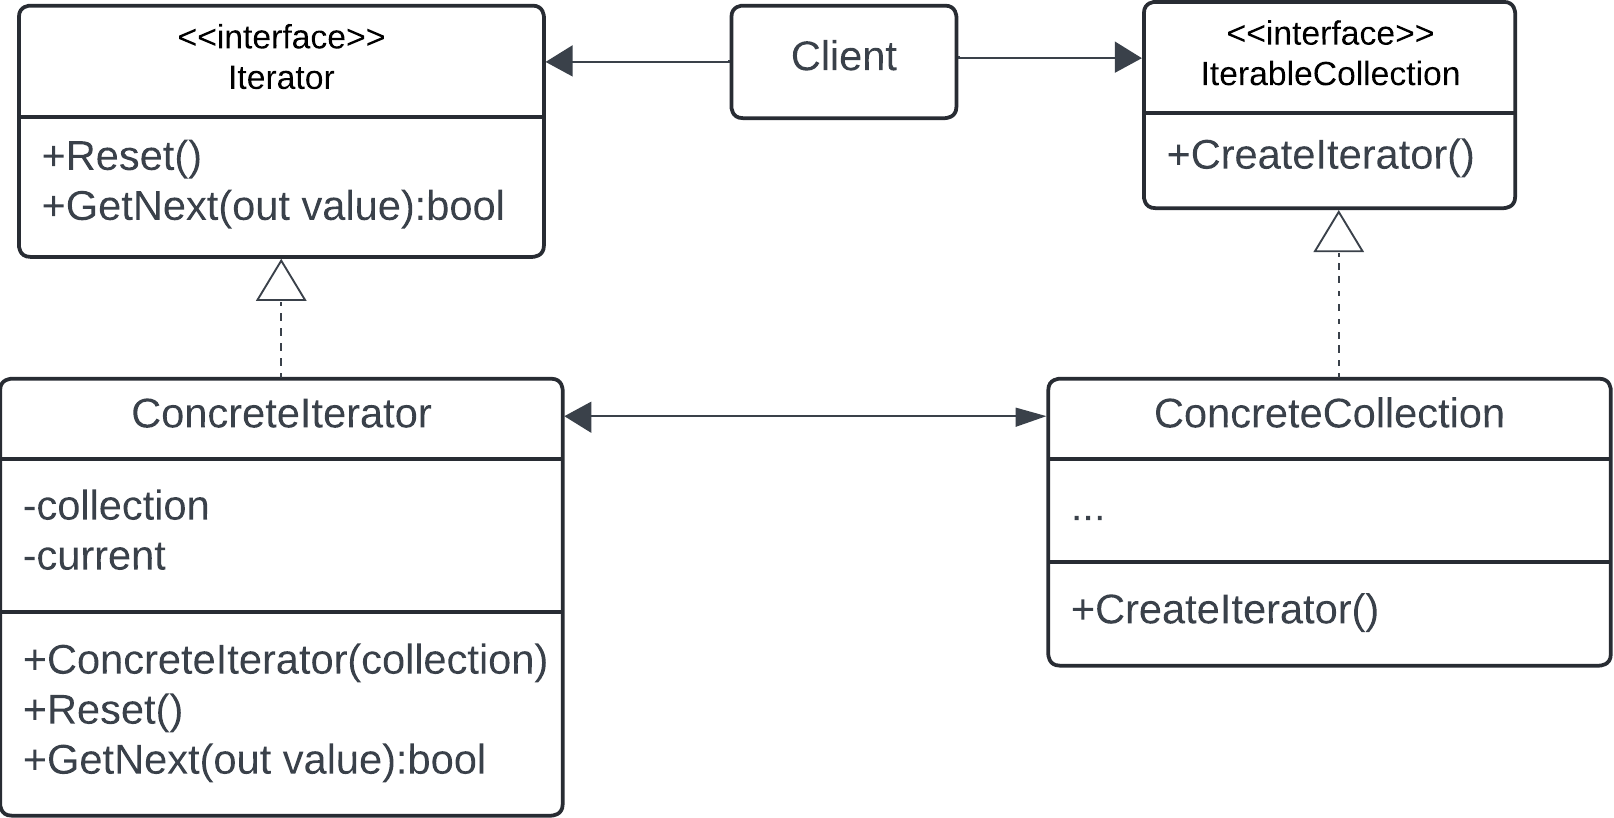 <<interface>>
Iterator
+Reset()
+GetNext(out value):bool
Client
<<interface>>
IterableCollection
+CreateIterator()
ConcreteIterator
-collection
-current
+ConcreteIterator(collection)
+Reset()
+GetNext(out value):bool
ConcreteCollection
...
+CreateIterator()